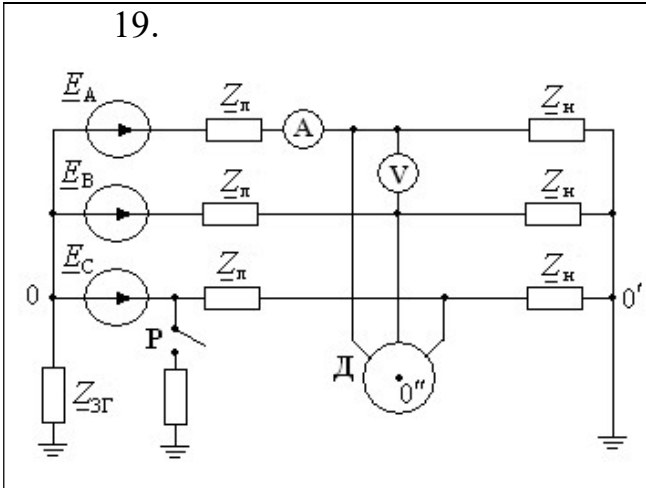 19.
E_A Z_л A Z_н
V
E_B Z_л Z_н
E_C Z_л Z_н
0 0'
P
Д 0"
Z_ЗГ